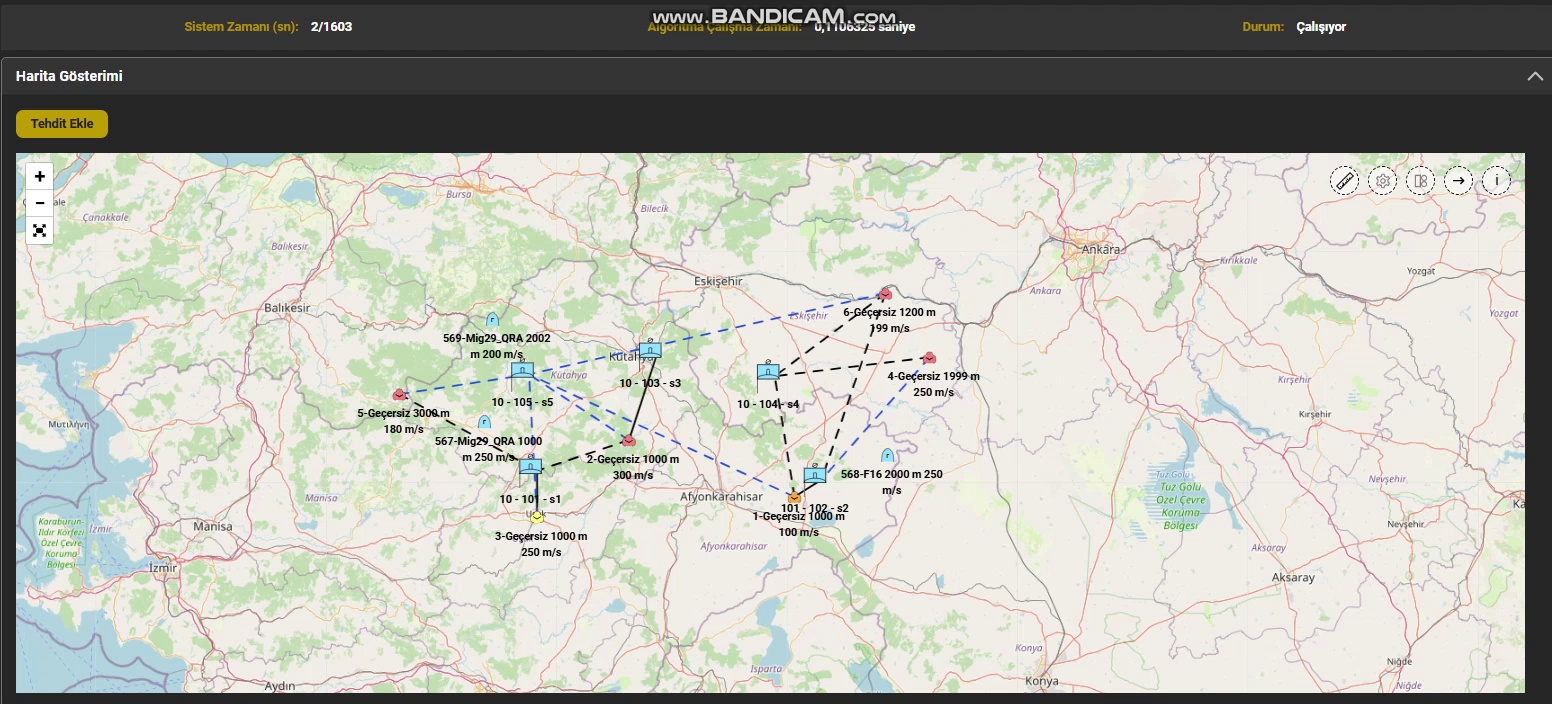 www.BANDICAM.com
Sistem Zamanı (sn): 2/1603
Algoritma Çalışma Zamanı: 0,1106325 saniye
Durum: Çalışıyor
Harita Gösterimi
Tehdit Ekle
+
−
Bursa
Bilecik
Çanakkale
Balıkesir
Ankara
Kırıkkale
Yozgat
Eskişehir
Ankara
Balıkesir
Eskişehir
6-Geçersiz 1200 m
199 m/s
Yozgat
569-Mig29_QRA 2002
m 200 m/s
Kütahya
Kütahya
10 - 103 - s3
4-Geçersiz 1999 m
250 m/s
Kırşehir
10 - 105 - s5
10 - 104 - s4
5-Geçersiz 3000 m
180 m/s
Kırşehir
567-Mig29_QRA 1000
m 250 m/s
2-Geçersiz 1000 m
300 m/s
568-F16 2000 m 250
m/s
Tuz Gölü
Özel Çevre
Koruma
Bölgesi
Nevşehir
Manisa
10 - 101 - s1
Afyonkarahisar
101 - 102 - s2
1-Geçersiz 1000 m
100 m/s
Karaburun-
Ildır Körfezi
Özel Çevre
Koruma
Bölgesi
İzmir
Manisa
3-Geçersiz 1000 m
250 m/s
Afyonkarahisar
Nevşehir
Aksaray
İzmir
Aksaray
Konya
Isparta
Niğde
Aydın
Konya
Niğde